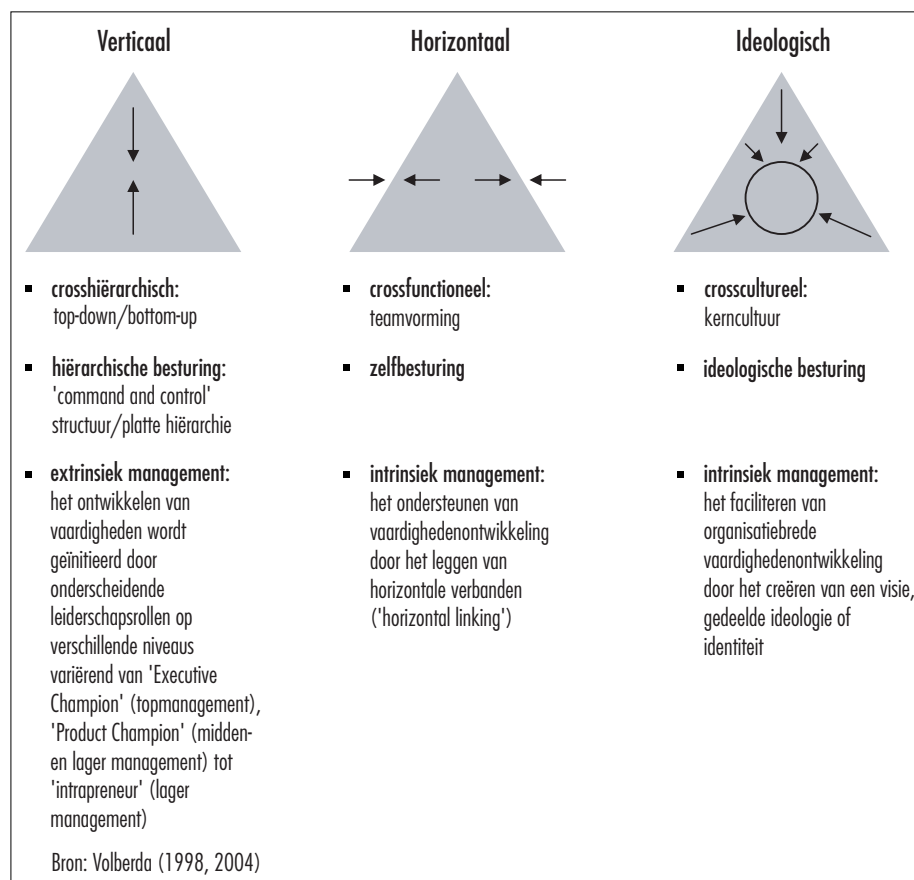 Verticaal
crosshiërarchisch:
top-down/bottom-up
hiërarchische besturing:
'command and control'
structuur/platte hiërarchie
extrinsiek management:
het ontwikkelen van
vaardigheden wordt
geïnitieerd door
onderscheidende
leiderschapsrollen op
verschillende niveaus
variërend van 'Executive
Champion' (topmanagement),
'Product Champion' (midden-
en lager management) tot
'intrapreneur' (lager
management)
Bron: Volberda (1998, 2004)
Horizontaal
crossfunctioneel:
teamvorming
zelfbesturing
intrinsiek management:
het ondersteunen van
vaardighedenontwikkeling
door het leggen van
horizontale verbanden
('horizontal linking')
Ideologisch
crosscultureel:
kerncultuur
ideologische besturing
intrinsiek management:
het faciliteren van
organisatiebrede
vaardighedenontwikkeling
door het creëren van een visie,
gedeelde ideologie of
identiteit